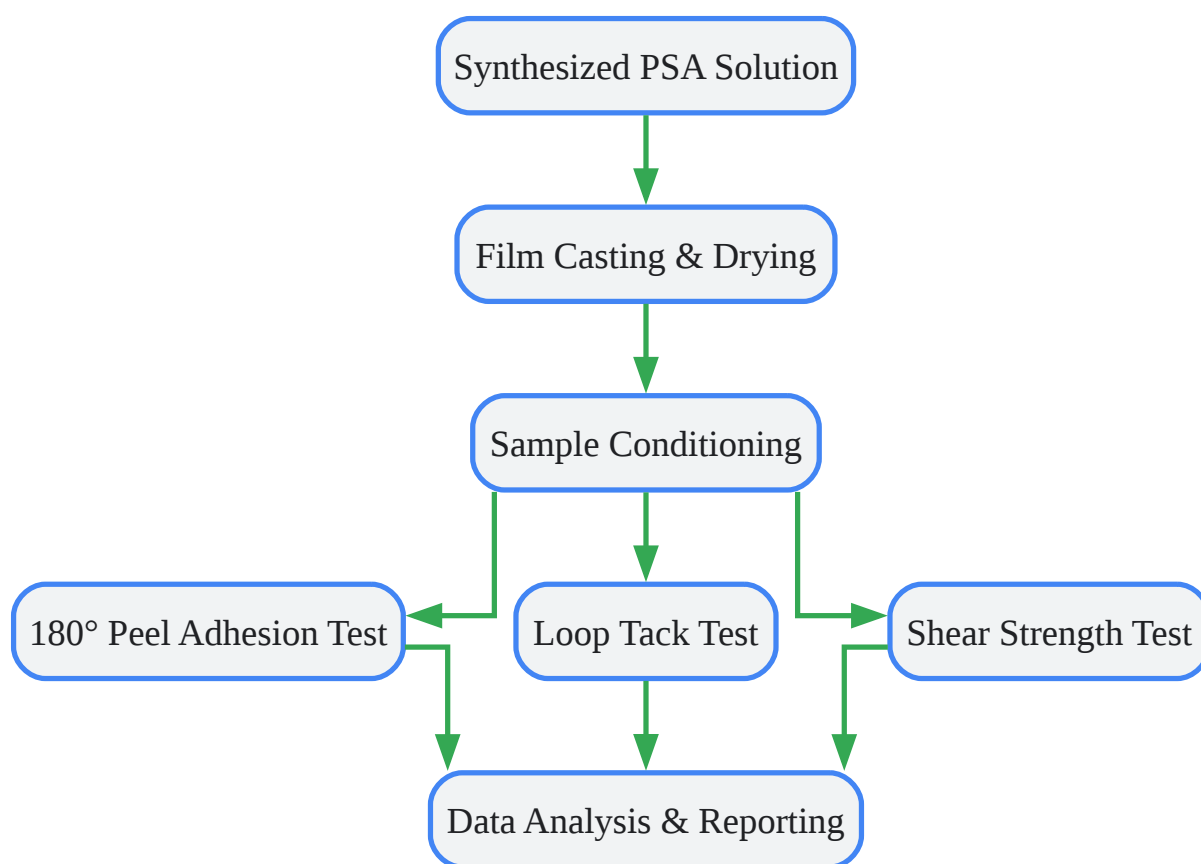 Synthesized PSA Solution
Film Casting & Drying
Sample Conditioning
180° Peel Adhesion Test
Loop Tack Test
Shear Strength Test
Data Analysis & Reporting